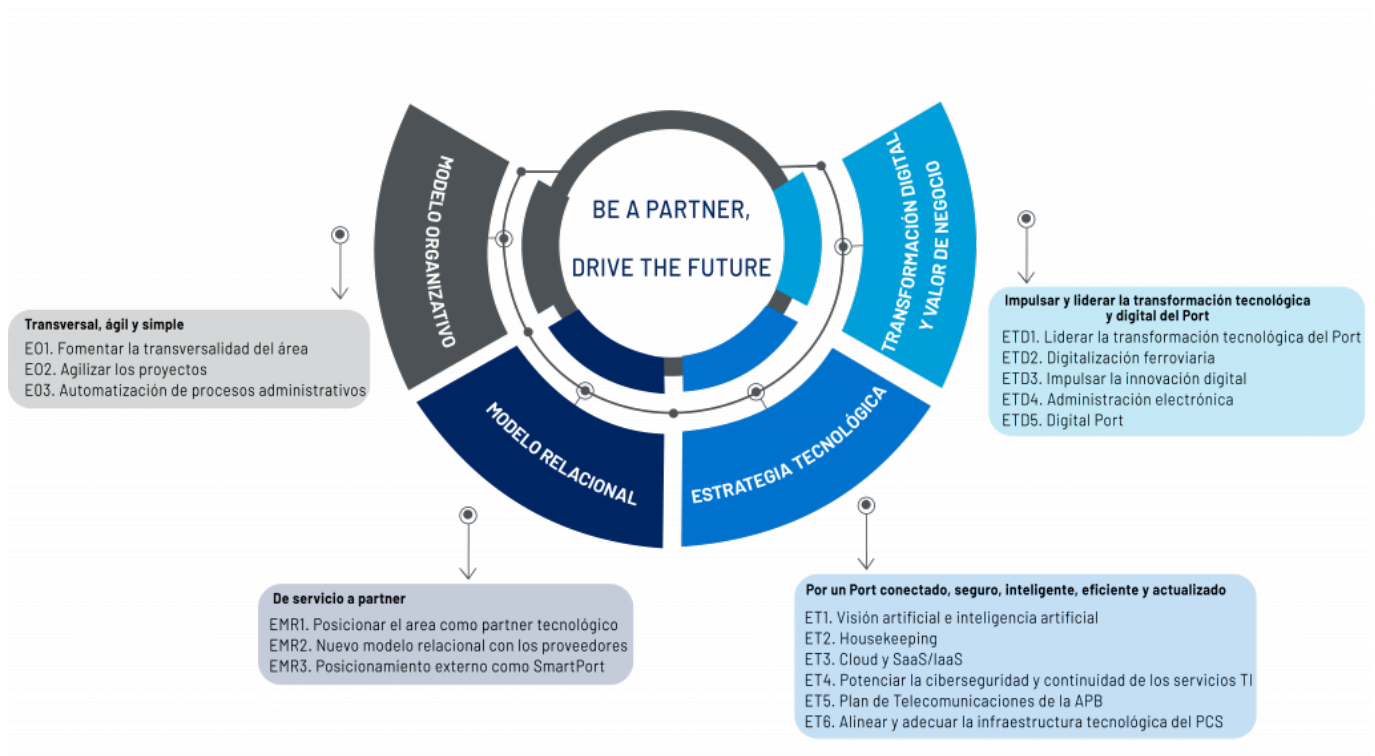 BE A PARTNER,
DRIVE THE FUTURE
MODELO ORGANIZATIVO
MODELO RELACIONAL
ESTRATEGIA TECNOLÓGICA
TRANSFORMACIÓN DIGITAL
Y VALOR DE NEGOCIO
Transversal, ágil y simple
EO1. Fomentar la transversalidad del área
EO2. Agilizar los proyectos
EO3. Automatización de procesos administrativos
De servicio a partner
EMR1. Posicionar el area como partner tecnológico
EMR2. Nuevo modelo relacional con los proveedores
EMR3. Posicionamiento externo como SmartPort
Por un Port conectado, seguro, inteligente, eficiente y actualizado
ET1. Visión artificial e inteligencia artificial
ET2. Housekeeping
ET3. Cloud y SaaS/IaaS
ET4. Potenciar la ciberseguridad y continuidad de los servicios TI
ET5. Plan de Telecomunicaciones de la APB
ET6. Alinear y adecuar la infraestructura tecnológica del PCS
Impulsar y liderar la transformación tecnológica
y digital del Port
ETD1. Liderar la transformación tecnológica del Port
ETD2. Digitalización ferroviaria
ETD3. Impulsar la innovación digital
ETD4. Administración electrónica
ETD5. Digital Port